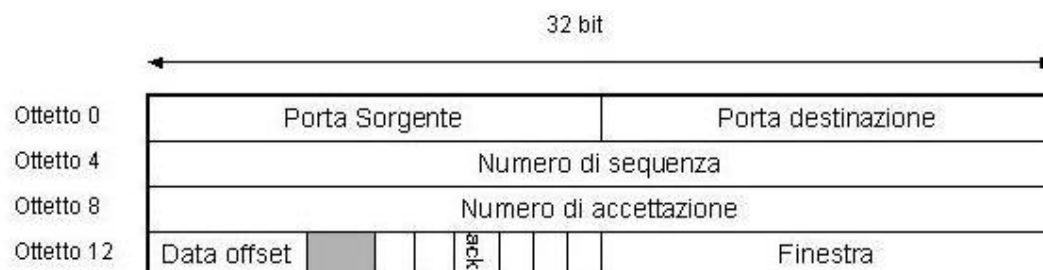 32 bit
Ottetto 0 Porta Sorgente Porta destinazione
Ottetto 4 Numero di sequenza
Ottetto 8 Numero di accettazione
Ottetto 12 Data offset ack Finestra